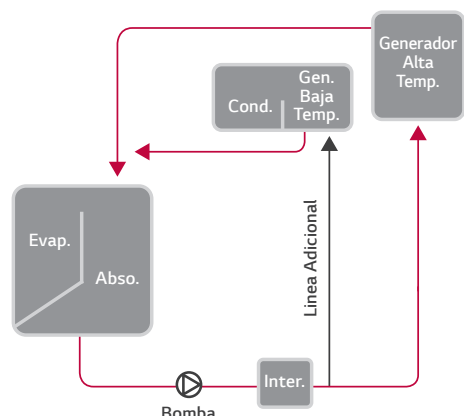 Generador
Alta
Temp.
Cond.
Gen.
Baja
Temp.
Evap.
Abso.
Linea Adicional
Inter.
Bomba